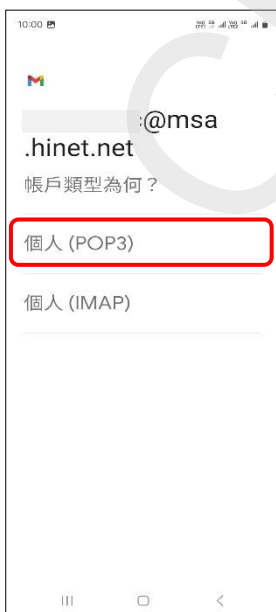 10:00
:@msa
.hinet.net
帳戶類型為何？
個人 (POP3)
個人 (IMAP)